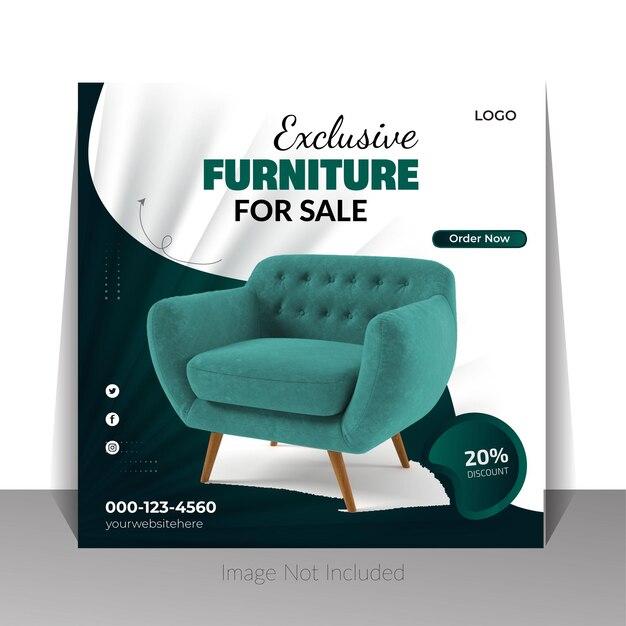 LOGO
Exclusive
FURNITURE
FOR SALE
Order Now
20%
DISCOUNT
000-123-4560
yourwebsitehere
Image Not Included